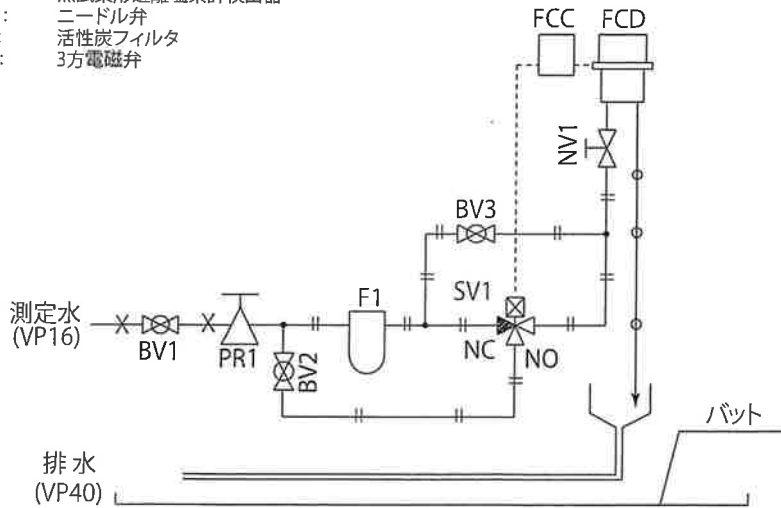 : ニードル弁
: 活性炭フィルタ
: 3方電磁弁
FCC FCD
NV1
BV3
F1 SV1
測定水
(VP16)
BV1 PR1 BV2 NC NO
バット
排水
(VP40)